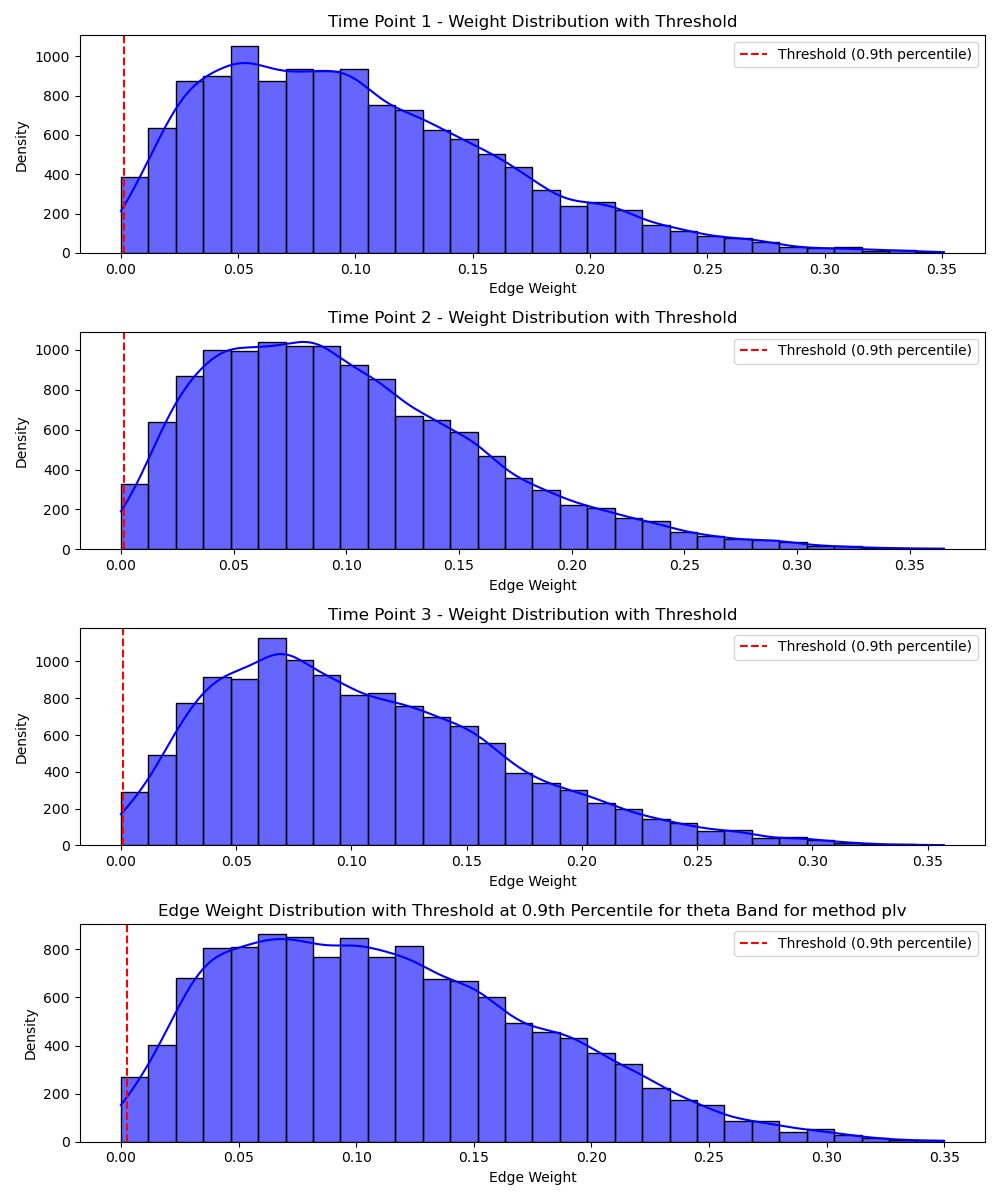 Time Point 1 - Weight Distribution with Threshold
Threshold (0.9th percentile)
Density
1000
800
600
400
200
0
0.00 0.05 0.10 0.15 0.20 0.25 0.30 0.35
Edge Weight
Time Point 2 - Weight Distribution with Threshold
Threshold (0.9th percentile)
Density
1000
800
600
400
200
0
0.00 0.05 0.10 0.15 0.20 0.25 0.30 0.35
Edge Weight
Time Point 3 - Weight Distribution with Threshold
Threshold (0.9th percentile)
Density
1000
800
600
400
200
0
0.00 0.05 0.10 0.15 0.20 0.25 0.30 0.35
Edge Weight
Edge Weight Distribution with Threshold at 0.9th Percentile for theta Band for method plv
Threshold (0.9th percentile)
Density
800
600
400
200
0
0.00 0.05 0.10 0.15 0.20 0.25 0.30 0.35
Edge Weight